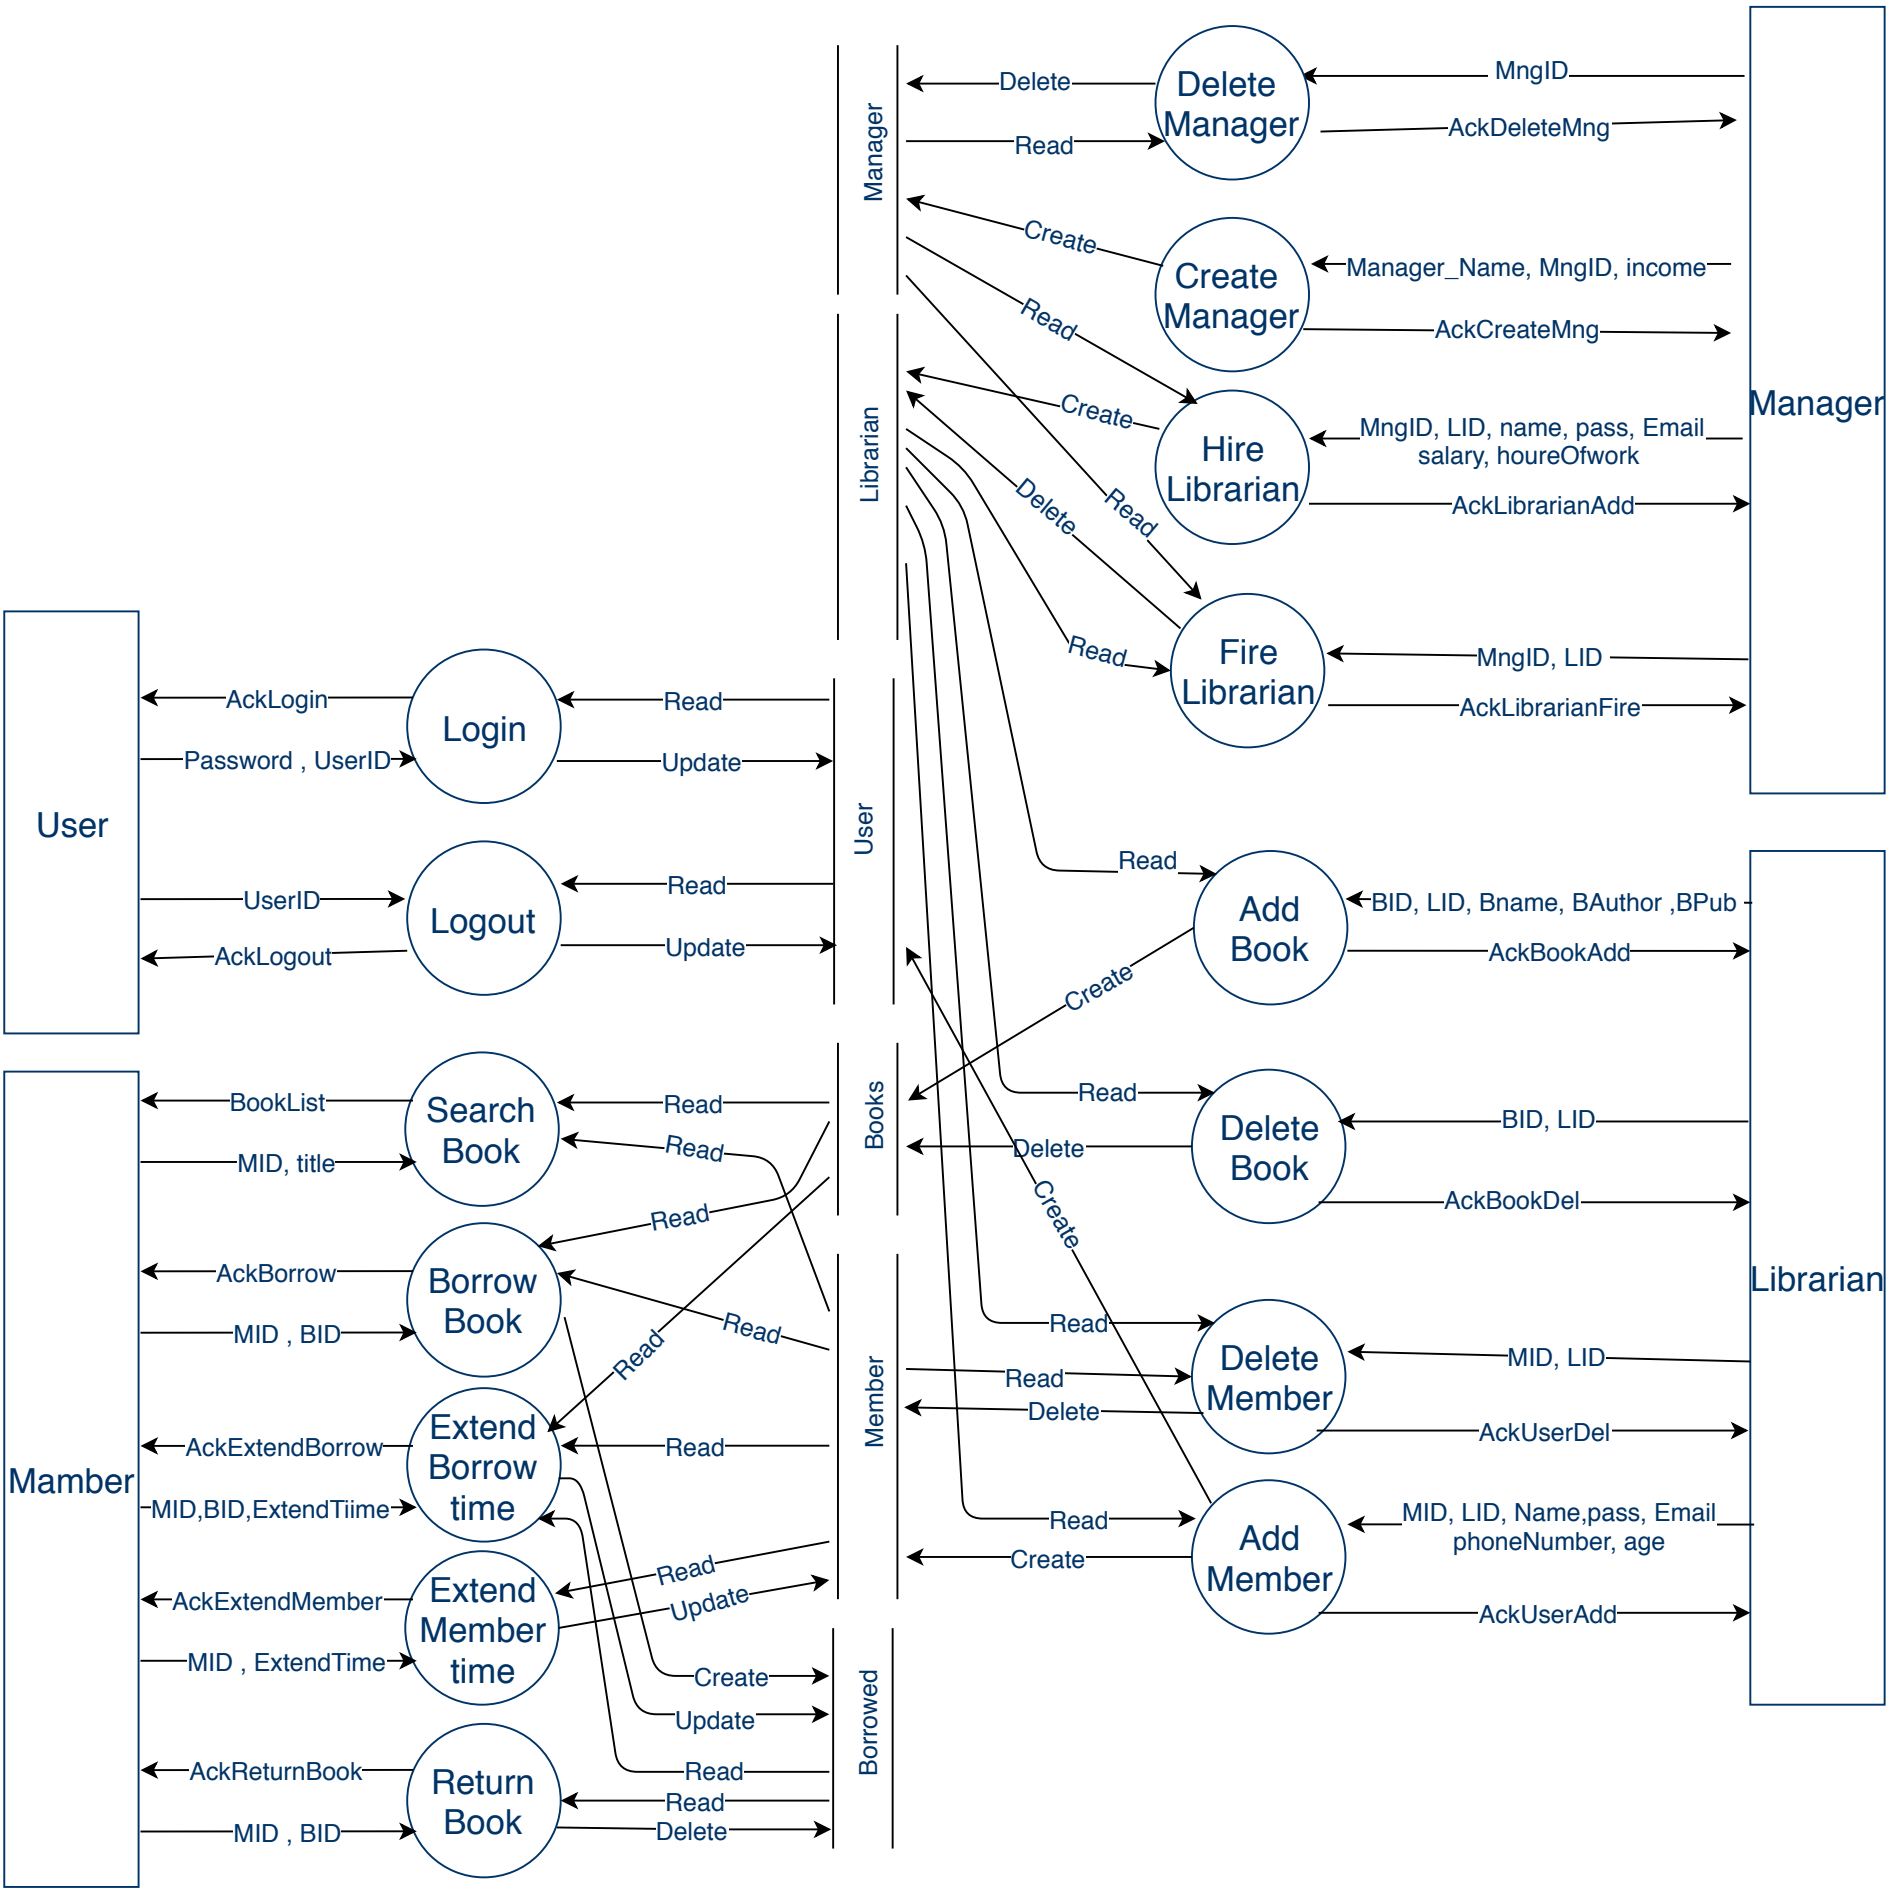 Delete
Manager
MngID
AckDeleteMng
Delete
Read
Manager
Create
Manager
Manager_Name, MngID, income
AckCreateMng
Create
Read
Hire
Librarian
MngID, LID, name, pass, Email
salary, houreOfwork
AckLibrarianAdd
Create
Read
Delete
Librarian
Manager
Fire
Librarian
MngID, LID
AckLibrarianFire
Read
User
Login
AckLogin
Password , UserID
Read
Update
Logout
UserID
AckLogout
Read
Update
User
Add
Book
Read
BID, LID, Bname, BAuthor ,BPub
AckBookAdd
Create
Search
Book
BookList
MID, title
Read
Read
Books
Delete
Book
Read
Delete
BID, LID
AckBookDel
Create
Borrow
Book
AckBorrow
MID , BID
Read
Read
Read
Librarian
Mamber
Extend
Borrow
time
AckExtendBorrow
MID,BID,ExtendTiime
Read
Member
Delete
Member
Read
Read
Delete
MID, LID
AckUserDel
Add
Member
Read
Create
MID, LID, Name,pass, Email
phoneNumber, age
AckUserAdd
Extend
Member
time
AckExtendMember
MID , ExtendTime
Read
Update
Create
Update
Read
Borrowed
Return
Book
AckReturnBook
MID , BID
Read
Delete